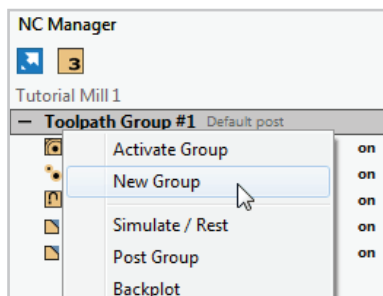 NC Manager
3
Tutorial Mill 1
Toolpath Group #1 Default post
Activate Group on
New Group on
on
Simulate / Rest on
Post Group on
Backplot